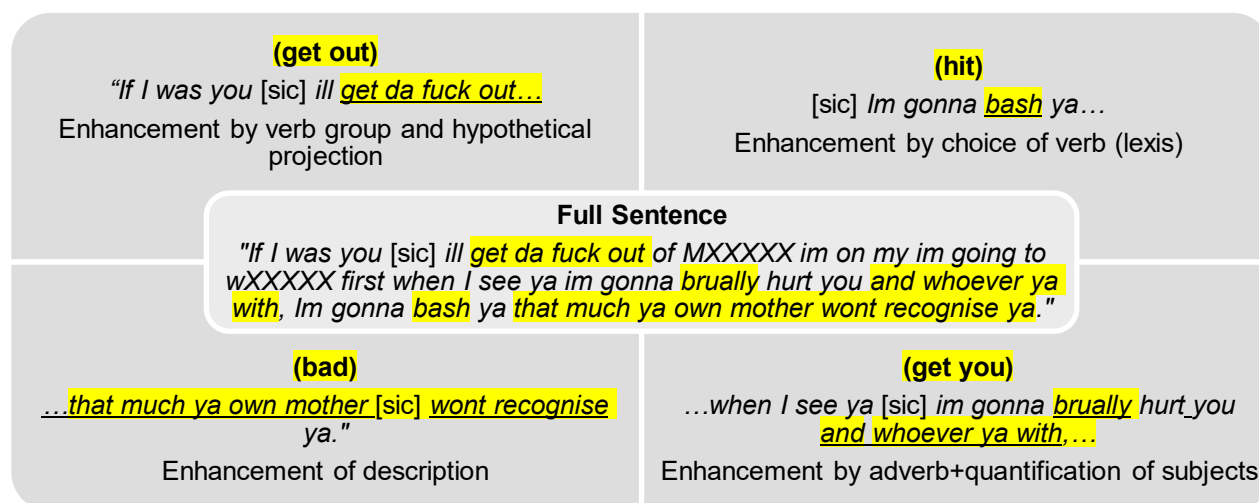 (get out)
“If I was you [sic] ill get da fuck out…
Enhancement by verb group and hypothetical
projection
(hit)
[sic] Im gonna bash ya…
Enhancement by choice of verb (lexis)
Full Sentence
"If I was you [sic] ill get da fuck out of MXXXXX im on my im going to
wXXXXX first when I see ya im gonna brually hurt you and whoever ya
with, Im gonna bash ya that much ya own mother wont recognise ya."
(bad)
…that much ya own mother [sic] wont recognise
ya."
Enhancement of description
(get you)
…when I see ya [sic] im gonna brually hurt you
and whoever ya with,…
Enhancement by adverb+quantification of subjects